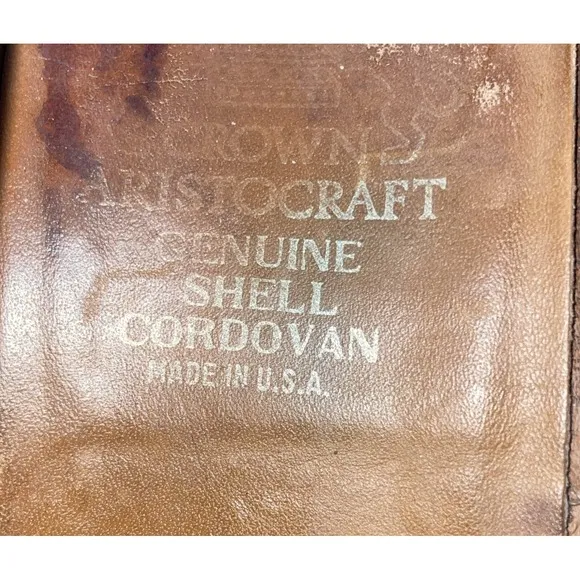 CROWN
ARISTOCRAFT
GENUINE
SHELL
CORDOVAN
MADE IN U.S.A.